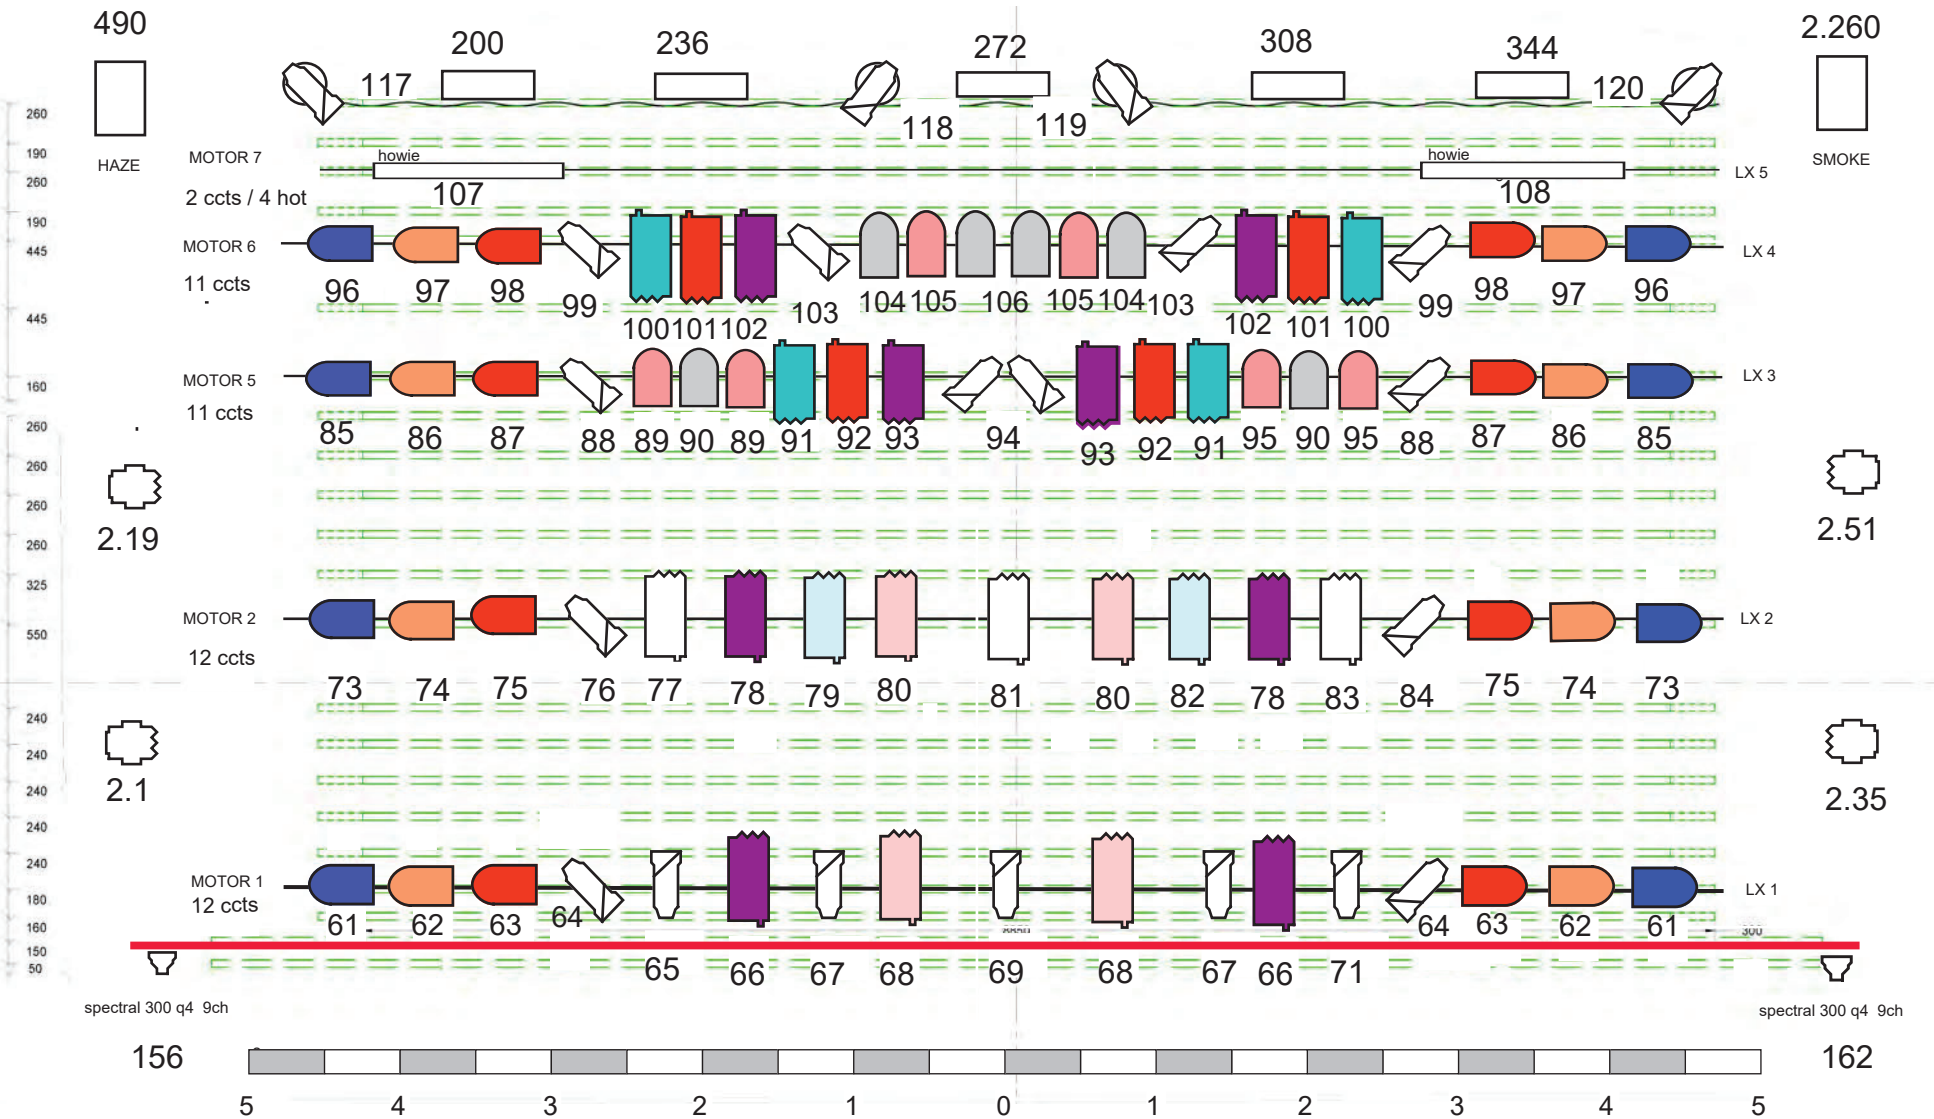 490
200 236 272 308 344
2.260
117 118 119 120
260
HAZE
SMOKE
190
MOTOR 7
howie
howie
LX 5
260
2 ccts / 4 hot
107
108
190
MOTOR 6
LX 4
445
11 ccts
96 97 98 99 103 104 105 106 105 104 103 99 98 97 96
100 101 102 102 101 100
445
MOTOR 5
LX 3
160
11 ccts
85 86 87 88 89 90 89 91 92 93 94 93 92 91 95 90 95 88 87 86 85
260
260
260
2.19
2.51
260
325
MOTOR 2
LX 2
550
12 ccts
73 74 75 76 77 78 79 80 81 80 82 78 83 84 75 74 73
240
240
240
2.1
2.35
240
240
MOTOR 1
LX 1
180
12 ccts
61 62 63 64 64 63 62 61
160
300
150
50
65 66 67 68 69 68 67 66 71
spectral 300 q4 9ch
spectral 300 q4 9ch
156
162
5 4 3 2 1 0 1 2 3 4 5